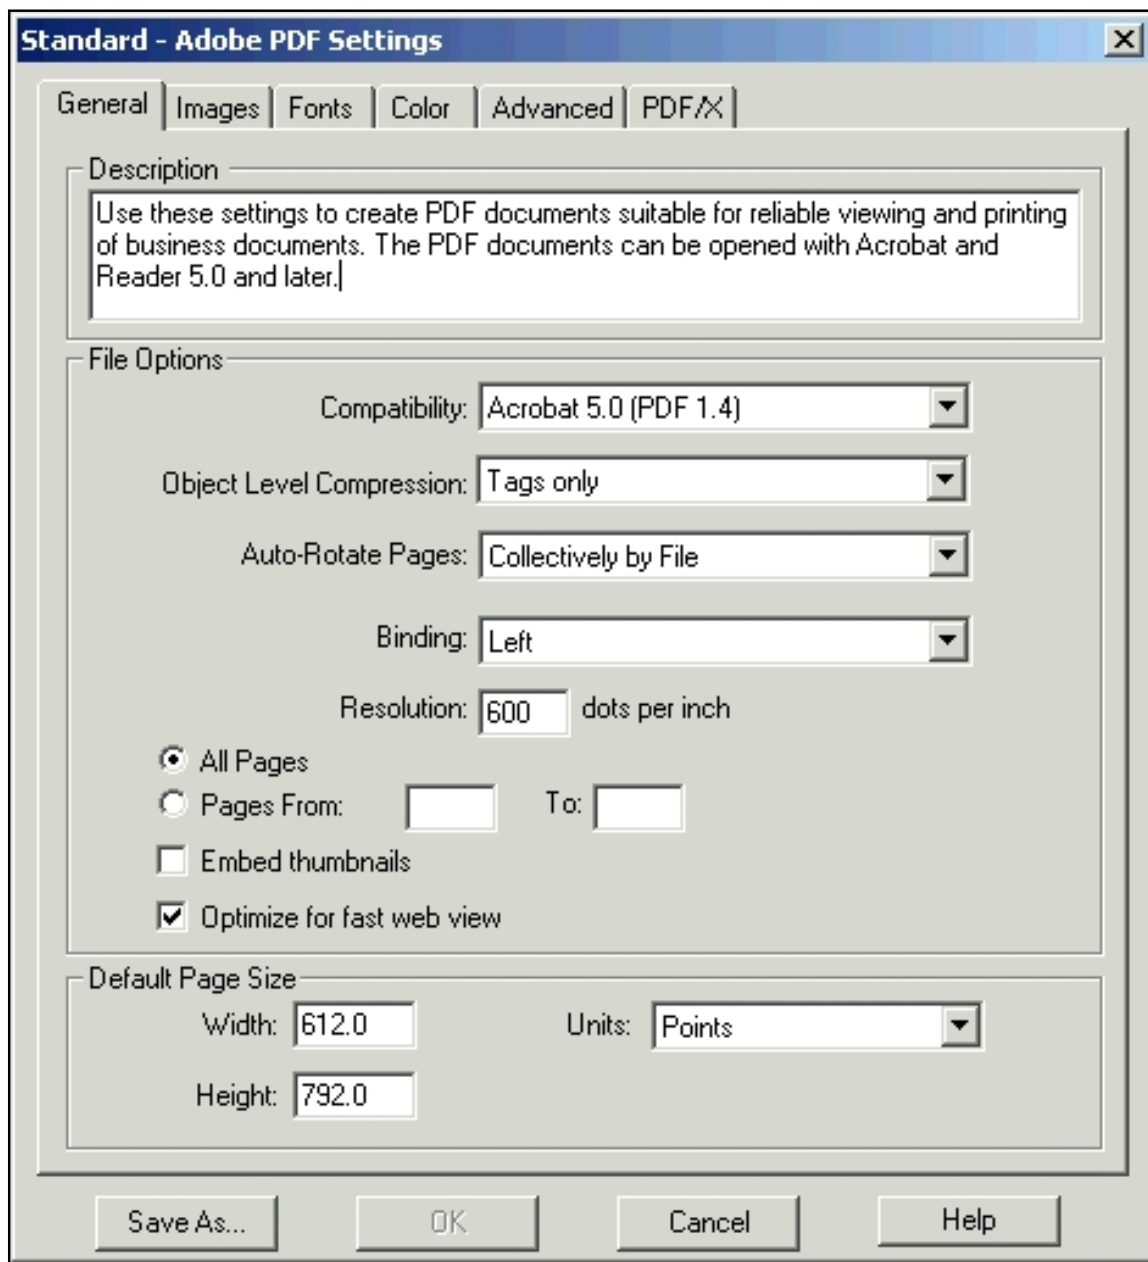 Standard - Adobe PDF Settings
General Images Fonts Color Advanced PDF/X
Description
Use these settings to create PDF documents suitable for reliable viewing and printing
of business documents. The PDF documents can be opened with Acrobat and
Reader 5.0 and later.
File Options
Compatibility: Acrobat 5.0 (PDF 1.4)
Object Level Compression: Tags only
Auto-Rotate Pages: Collectively by File
Binding: Left
Resolution: 600 dots per inch
All Pages
Pages From: To:
Embed thumbnails
Optimize for fast web view
Default Page Size
Width: 612.0 Units: Points
Height: 792.0
Save As... OK Cancel Help